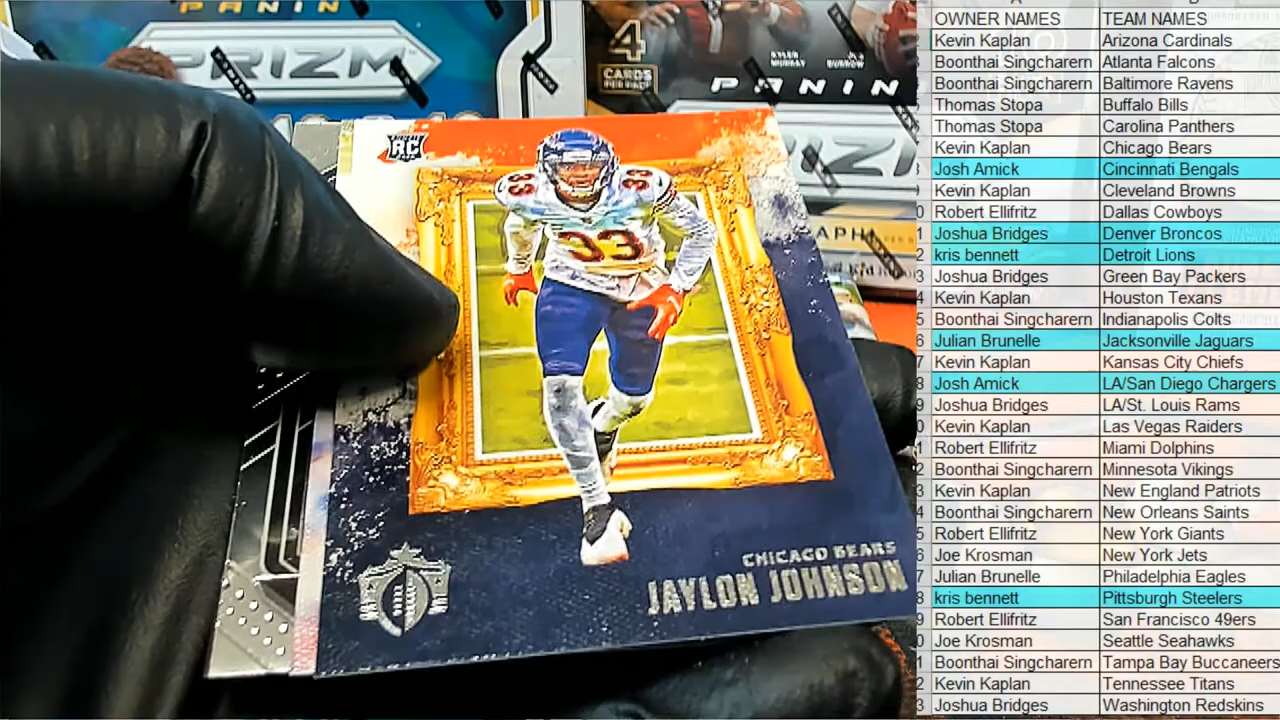 PANINI
PRIZM
4
CARDS
PER PACK
KYLER
MURRAY
JOE
BURROW
PANINI
PRIZM
RC
33
33
33
CHICAGO BEARS
JAYLON JOHNSON
OWNER NAMES TEAM NAMES
Kevin Kaplan Arizona Cardinals
Boonthai Singcharern Atlanta Falcons
Boonthai Singcharern Baltimore Ravens
Thomas Stopa Buffalo Bills
Thomas Stopa Carolina Panthers
Kevin Kaplan Chicago Bears
Josh Amick Cincinnati Bengals
Kevin Kaplan Cleveland Browns
Robert Ellifritz Dallas Cowboys
Joshua Bridges Denver Broncos
kris bennett Detroit Lions
Joshua Bridges Green Bay Packers
Kevin Kaplan Houston Texans
Boonthai Singcharern Indianapolis Colts
Julian Brunelle Jacksonville Jaguars
Kevin Kaplan Kansas City Chiefs
Josh Amick LA/San Diego Chargers
Joshua Bridges LA/St. Louis Rams
Kevin Kaplan Las Vegas Raiders
Robert Ellifritz Miami Dolphins
Boonthai Singcharern Minnesota Vikings
Kevin Kaplan New England Patriots
Boonthai Singcharern New Orleans Saints
Robert Ellifritz New York Giants
Joe Krosman New York Jets
Julian Brunelle Philadelphia Eagles
kris bennett Pittsburgh Steelers
Robert Ellifritz San Francisco 49ers
Joe Krosman Seattle Seahawks
Boonthai Singcharern Tampa Bay Buccaneers
Kevin Kaplan Tennessee Titans
Joshua Bridges Washington Redskins